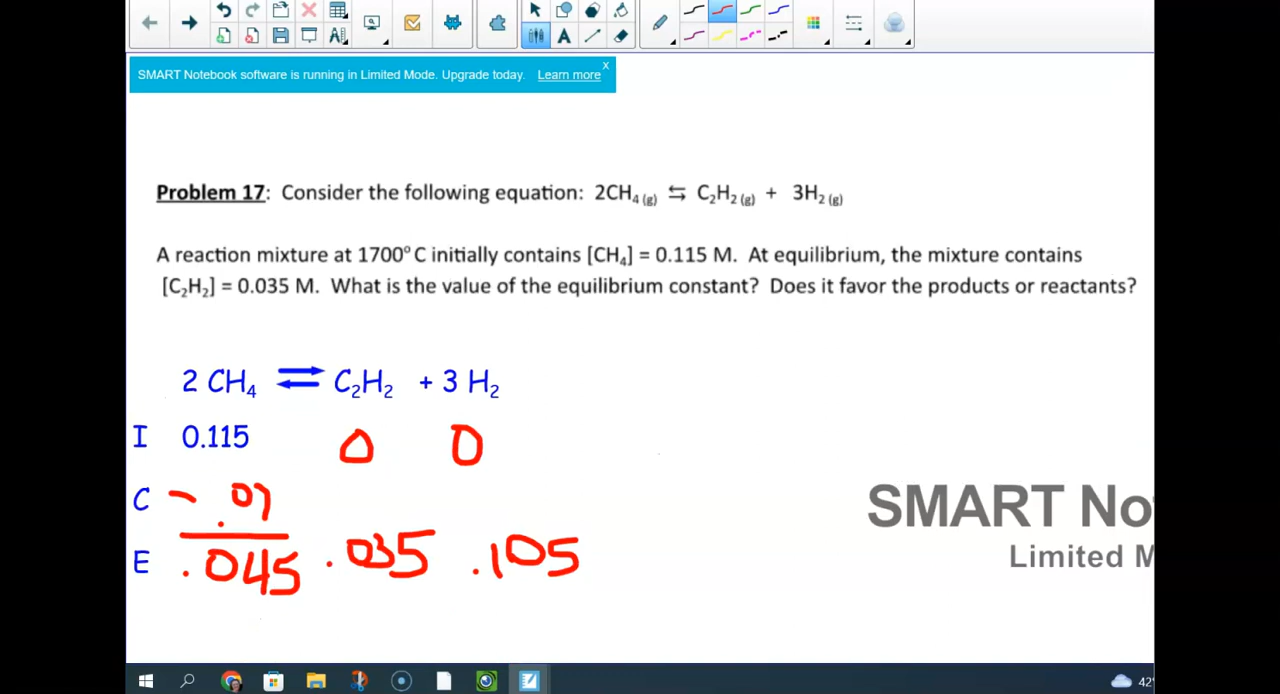 SMART Notebook software is running in Limited Mode. Upgrade today. Learn more x
Problem 17: Consider the following equation: 2CH₄ (g) ⇆ C₂H₂ (g) + 3H₂ (g)
A reaction mixture at 1700° C initially contains [CH₄] = 0.115 M. At equilibrium, the mixture contains
[C₂H₂] = 0.035 M. What is the value of the equilibrium constant? Does it favor the products or reactants?
2 CH₄ ⇌ C₂H₂ + 3 H₂
I 0.115 0 0
C - .07
E .045 .035 .105
SMART No
Limited M
42°